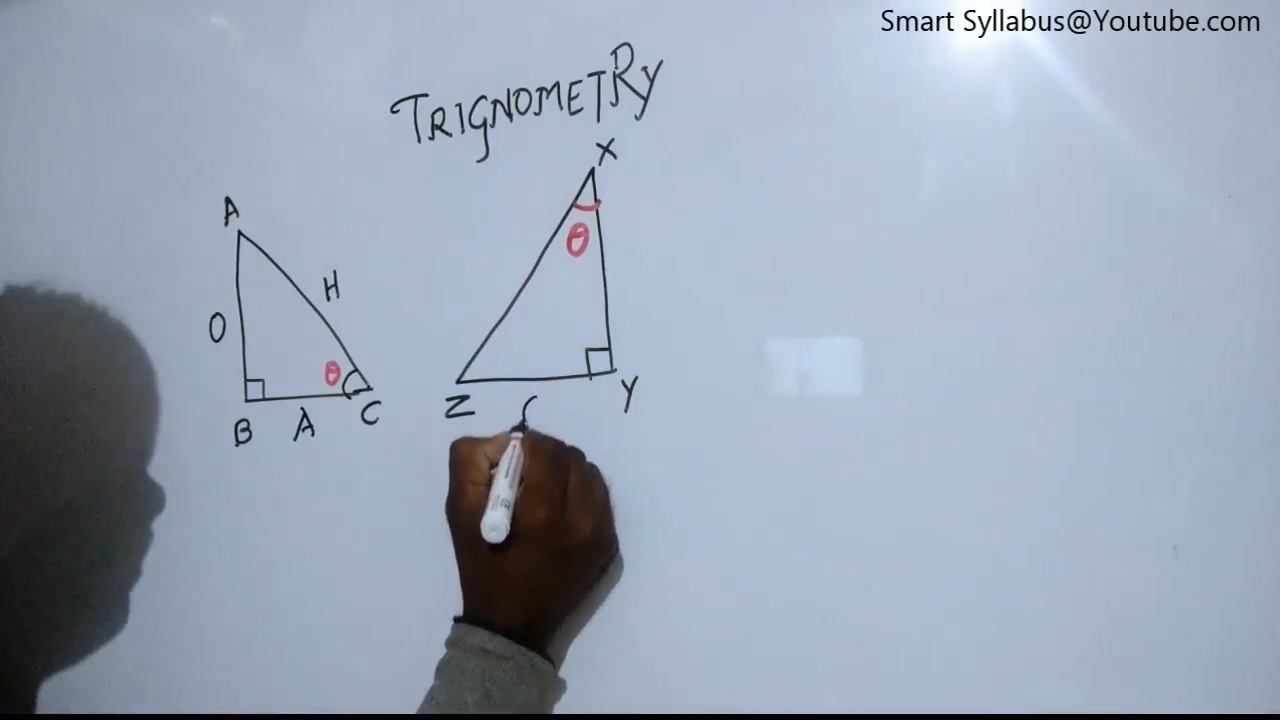 Smart Syllabus@Youtube.com
TRIGNOMETRY
X
A
θ
H
O
θ
Z
Y
B
A
C